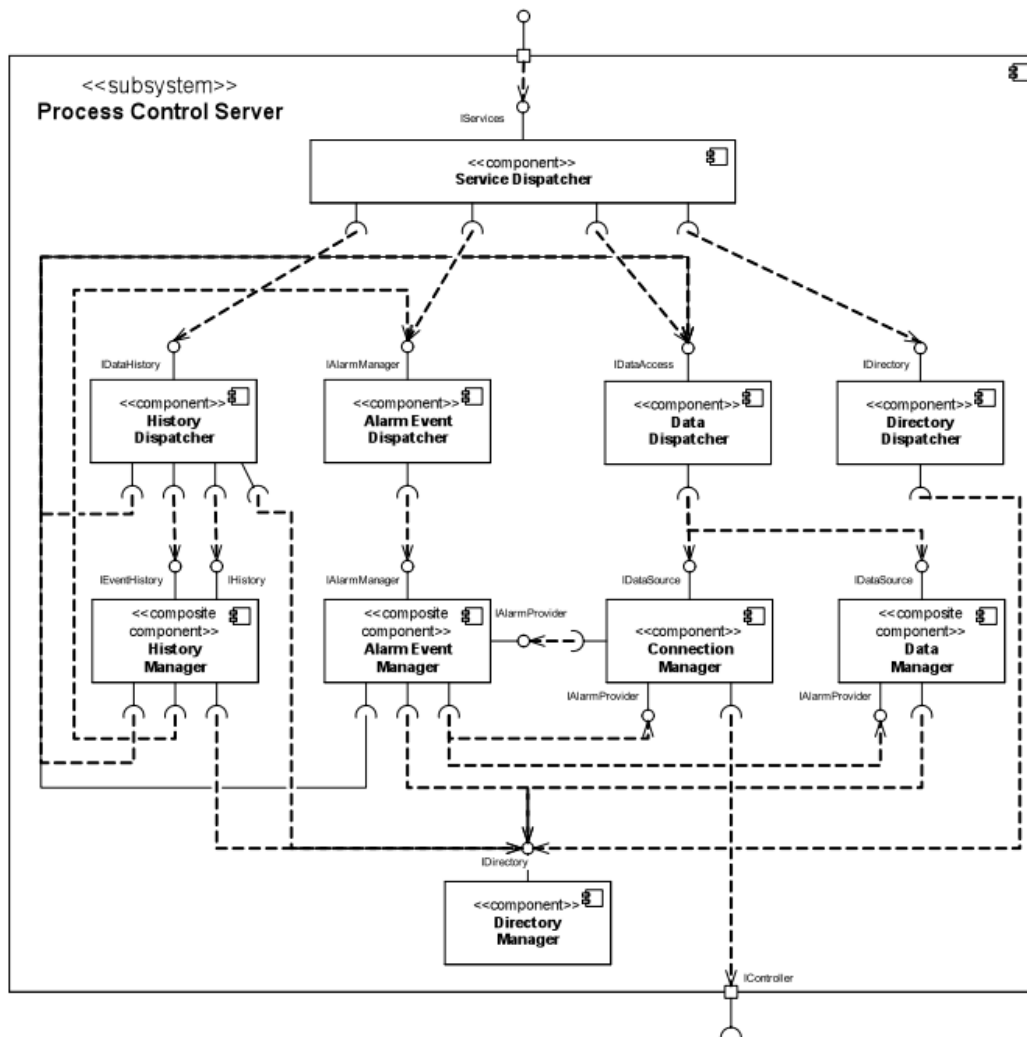 <<subsystem>>
Process Control Server
IServices
<<component>>
Service Dispatcher
IDataHistory
IAlarmManager
IDataAccess
IDirectory
<<component>>
History
Dispatcher
<<component>>
Alarm Event
Dispatcher
<<component>>
Data
Dispatcher
<<component>>
Directory
Dispatcher
IEventHistory
IHistory
IAlarmManager
IDataSource
IDataSource
<<composite
component>>
History
Manager
<<composite
component>>
Alarm Event
Manager
IAlarmProvider
<<component>>
Connection
Manager
<<composite
component>>
Data
Manager
IAlarmProvider
IAlarmProvider
IDirectory
<<component>>
Directory
Manager
IController